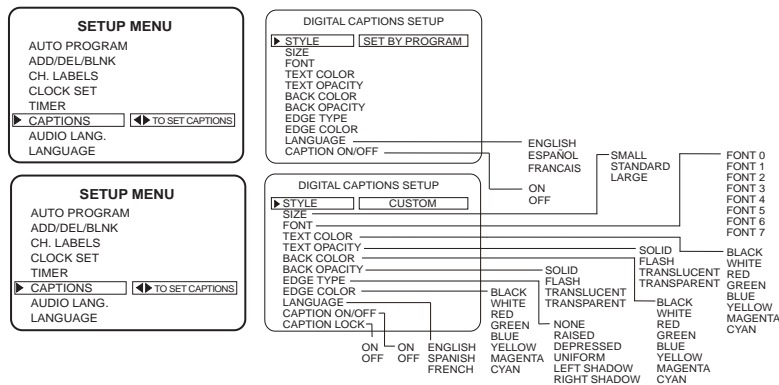 SETUP MENU
AUTO PROGRAM
ADD/DEL/BLNK
CH. LABELS
CLOCK SET
TIMER
CAPTIONS TO SET CAPTIONS
AUDIO LANG.
LANGUAGE
DIGITAL CAPTIONS SETUP
STYLE SET BY PROGRAM
SIZE
FONT
TEXT COLOR
TEXT OPACITY
BACK COLOR
BACK OPACITY
EDGE TYPE
EDGE COLOR
LANGUAGE
CAPTION ON/OFF
ENGLISH
ESPAÑOL
FRANCAIS
ON
OFF
SETUP MENU
AUTO PROGRAM
ADD/DEL/BLNK
CH. LABELS
CLOCK SET
TIMER
CAPTIONS TO SET CAPTIONS
AUDIO LANG.
LANGUAGE
DIGITAL CAPTIONS SETUP
STYLE CUSTOM
SIZE
FONT
TEXT COLOR
TEXT OPACITY
BACK COLOR
BACK OPACITY
EDGE TYPE
EDGE COLOR
LANGUAGE
CAPTION ON/OFF
CAPTION LOCK
ON
OFF
ON
OFF
ENGLISH
SPANISH
FRENCH
BLACK
WHITE
RED
GREEN
BLUE
YELLOW
MAGENTA
CYAN
SOLID
FLASH
TRANSLUCENT
TRANSPARENT
NONE
RAISED
DEPRESSED
UNIFORM
LEFT SHADOW
RIGHT SHADOW
SMALL
STANDARD
LARGE
SOLID
FLASH
TRANSLUCENT
TRANSPARENT
BLACK
WHITE
RED
GREEN
BLUE
YELLOW
MAGENTA
CYAN
FONT 0
FONT 1
FONT 2
FONT 3
FONT 4
FONT 5
FONT 6
FONT 7
BLACK
WHITE
RED
GREEN
BLUE
YELLOW
MAGENTA
CYAN